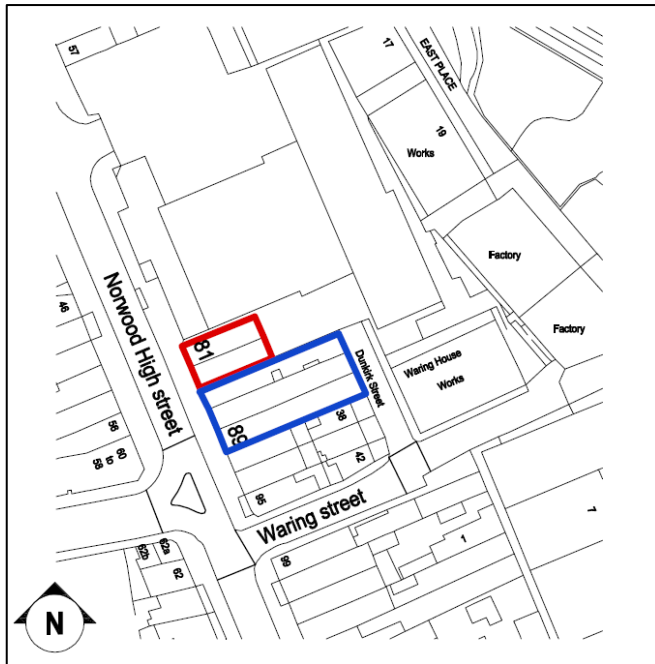 57
17
EAST PLACE
19
Works
Factory
Factory
Norwood High street
46
81
Dunkirk Street
Waring House
Works
89
38
42
56
60
to
58
95
Waring street
7
1
99
62a
62b
62
N